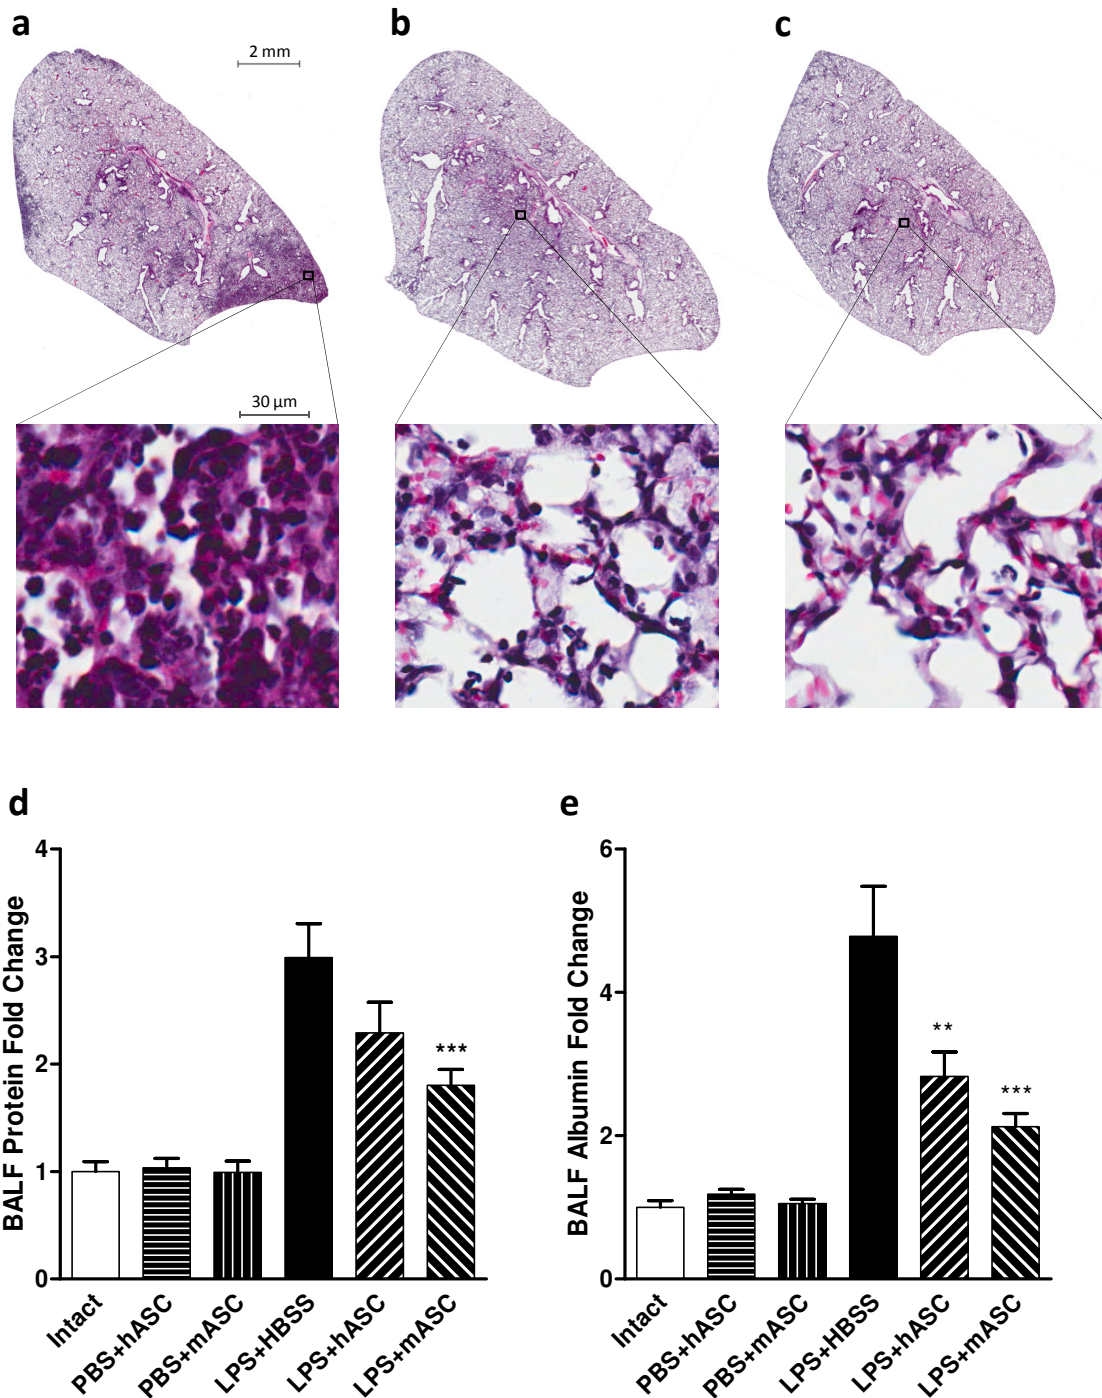 a
b
c
2 mm
30 µm
d
e
BALF Protein Fold Change
4
3
2
1
0
***
Intact
PBS+hASC
PBS+mASC
LPS+HBSS
LPS+hASC
LPS+mASC
BALF Albumin Fold Change
6
4
2
0
**
***
Intact
PBS+hASC
PBS+mASC
LPS+HBSS
LPS+hASC
LPS+mASC